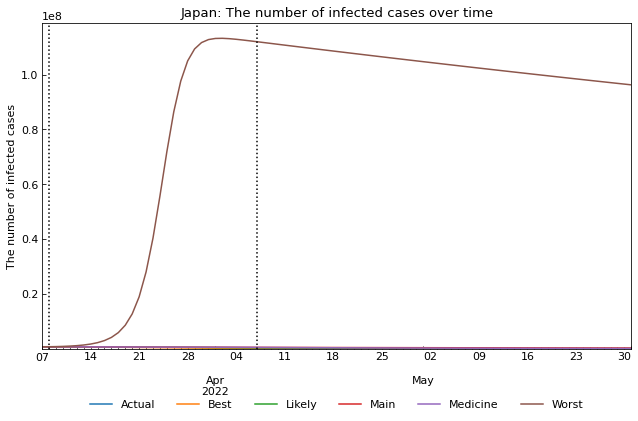 Japan: The number of infected cases over time
1e8
The number of infected cases
1.0
0.8
0.6
0.4
0.2
07 14 21 28 04 11 18 25 02 09 16 23 30
Apr May
2022
Actual Best Likely Main Medicine Worst